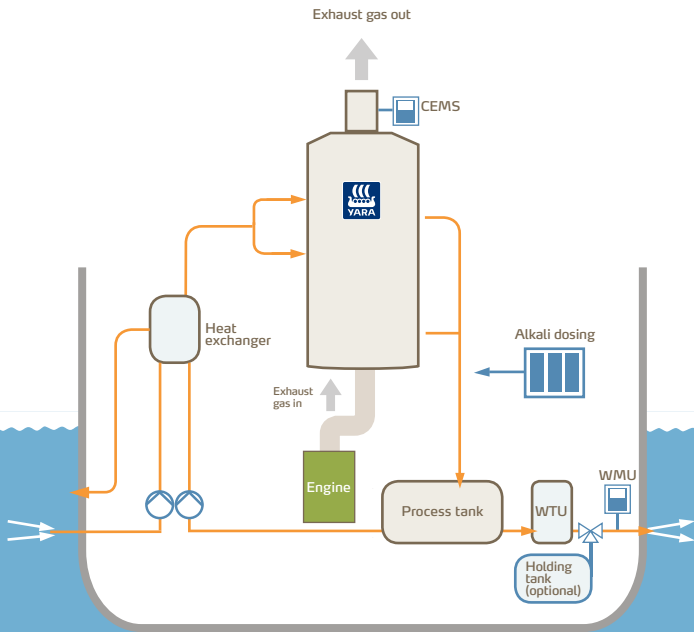 Exhaust gas out
CEMS
YARA
Heat
exchanger
Alkali dosing
Exhaust
gas in
Engine
Process tank
WTU
WMU
Holding
tank
(optional)